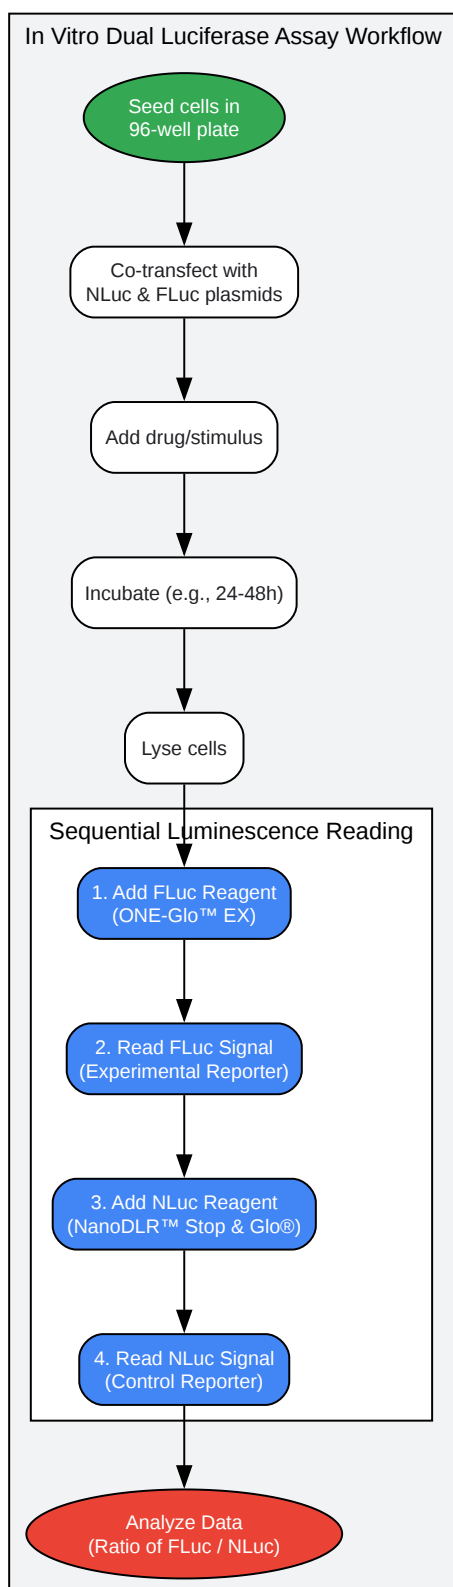 In Vitro Dual Luciferase Assay Workflow
Seed cells in
96-well plate
Co-transfect with
NLuc & FLuc plasmids
Add drug/stimulus
Incubate (e.g., 24-48h)
Lyse cells
Sequential Luminescence Reading
1. Add FLuc Reagent
(ONE-Glo™ EX)
2. Read FLuc Signal
(Experimental Reporter)
3. Add NLuc Reagent
(NanoDLR™ Stop & Glo®)
4. Read NLuc Signal
(Control Reporter)
Analyze Data
(Ratio of FLuc / NLuc)